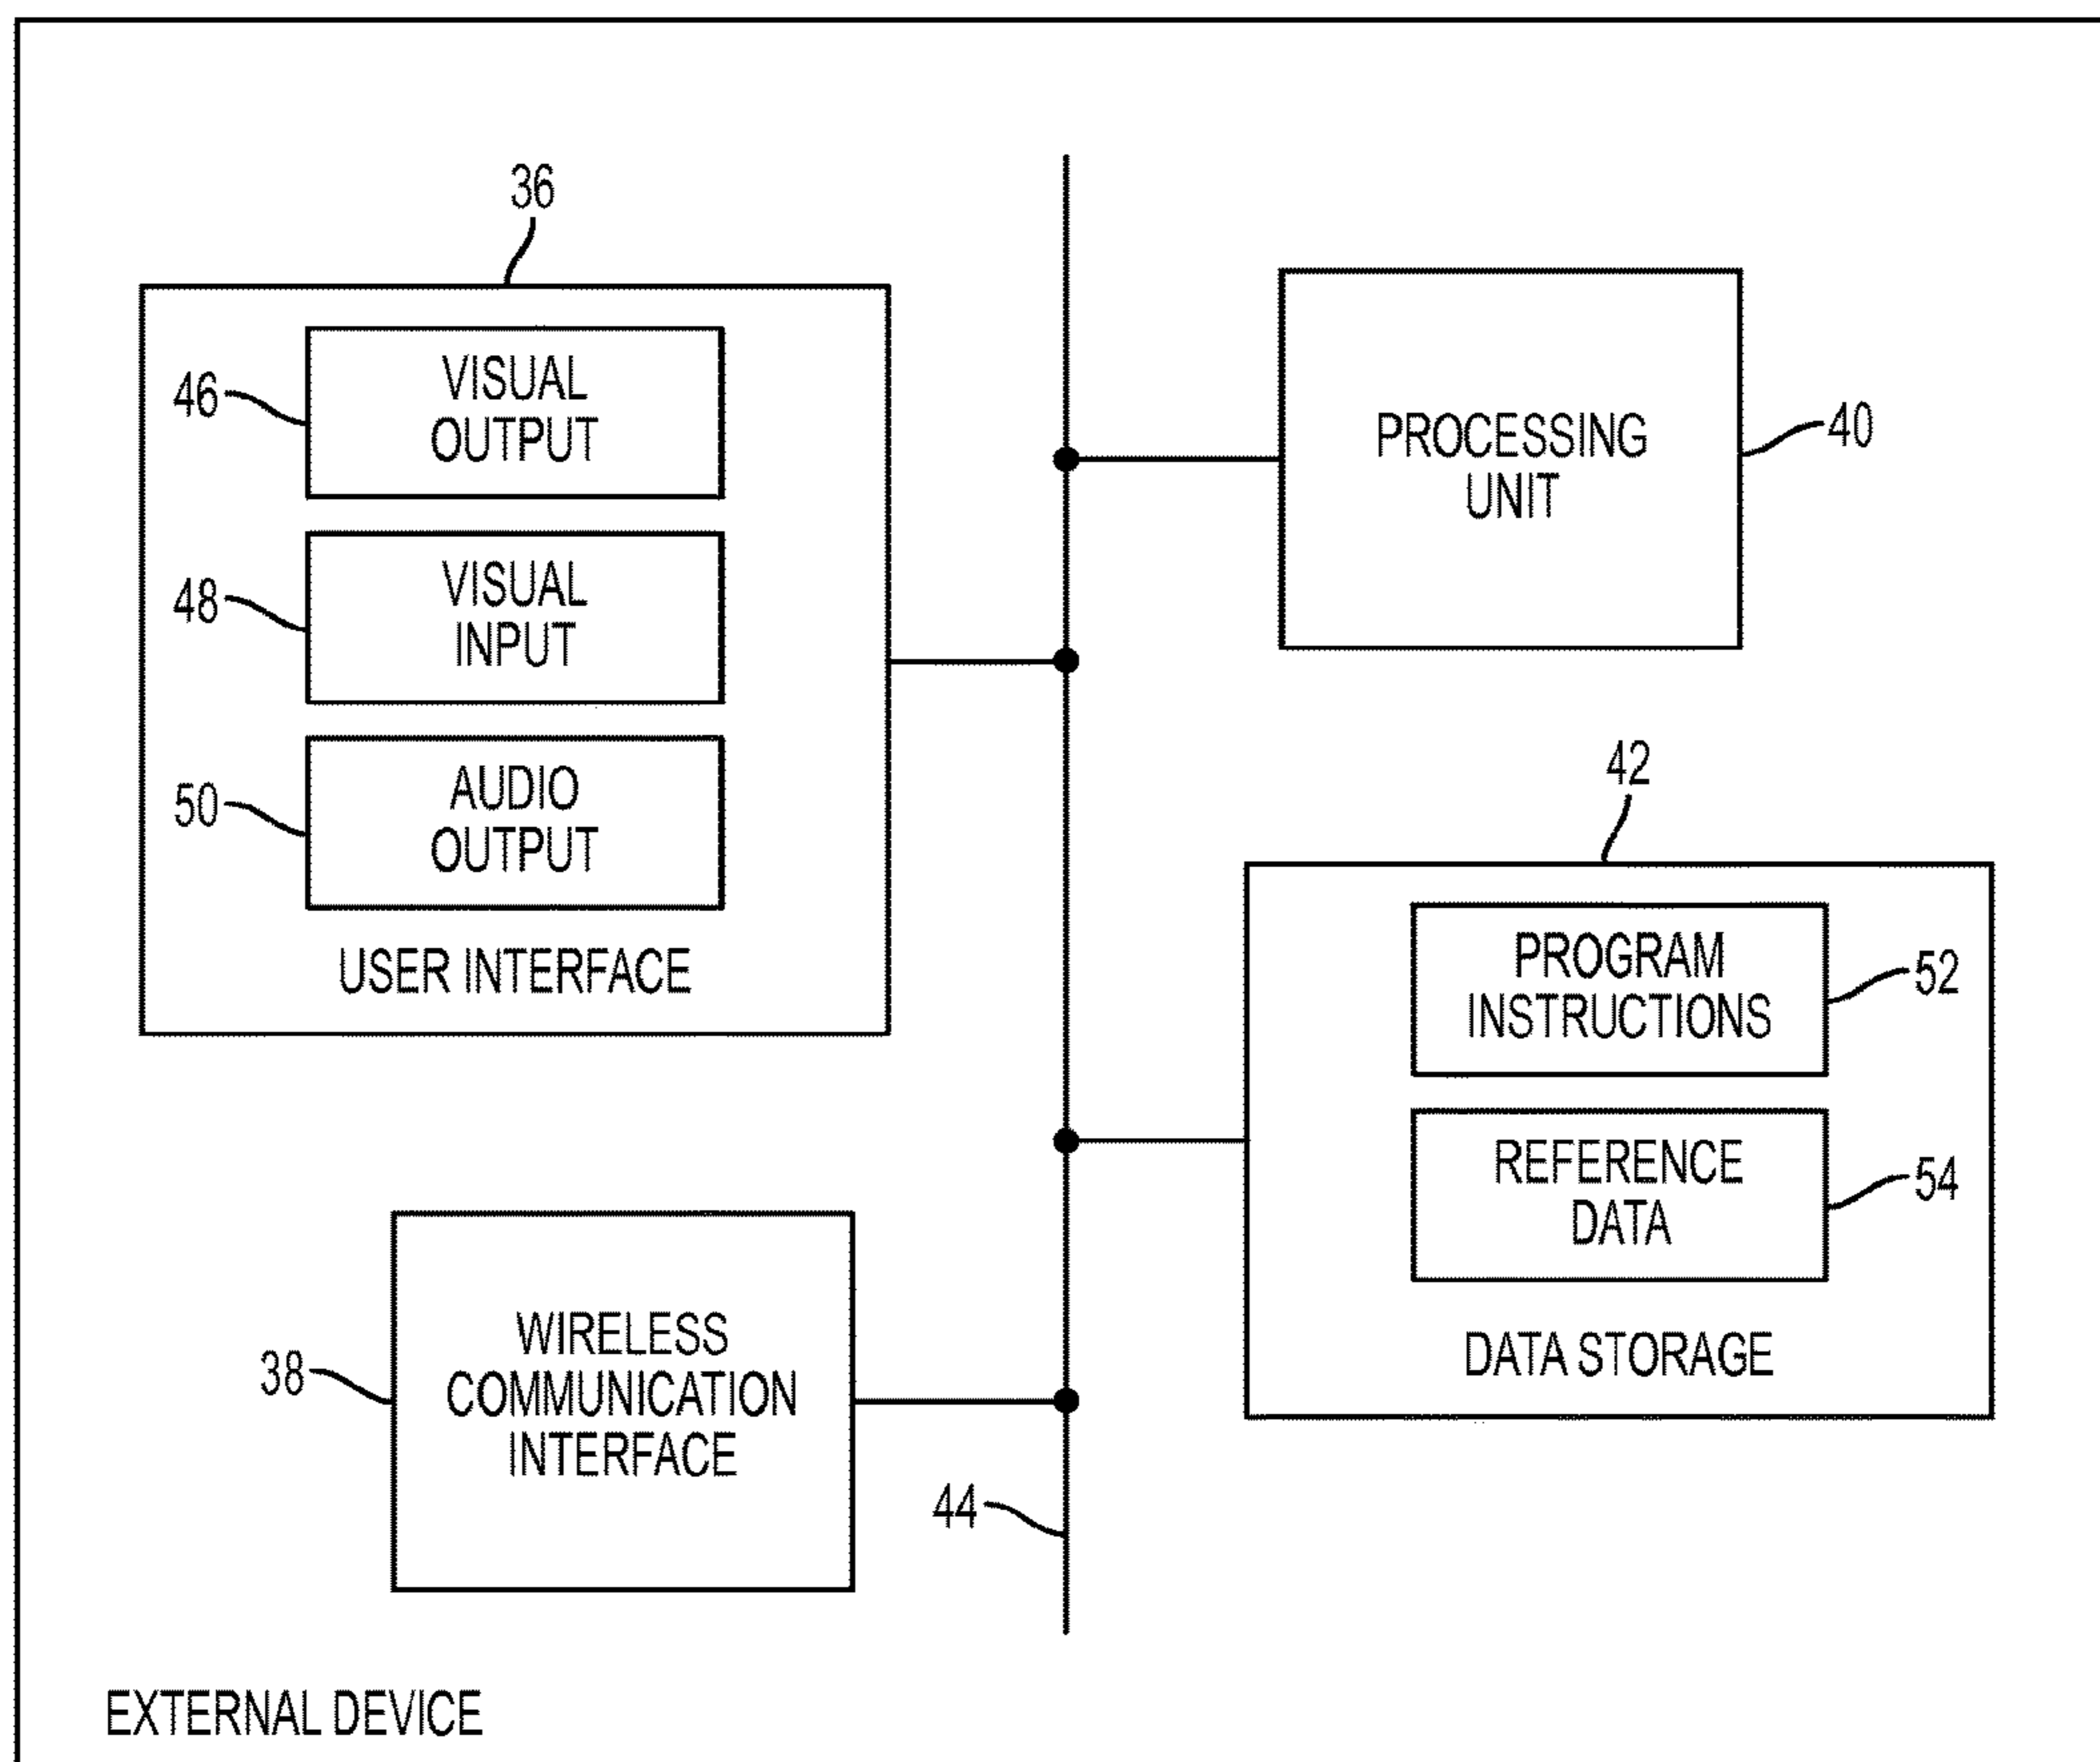 36
46
VISUAL
OUTPUT
48
VISUAL
INPUT
50
AUDIO
OUTPUT
USER INTERFACE
PROCESSING
UNIT
40
42
PROGRAM
INSTRUCTIONS
52
REFERENCE
DATA
54
DATA STORAGE
38
WIRELESS
COMMUNICATION
INTERFACE
44
EXTERNAL DEVICE